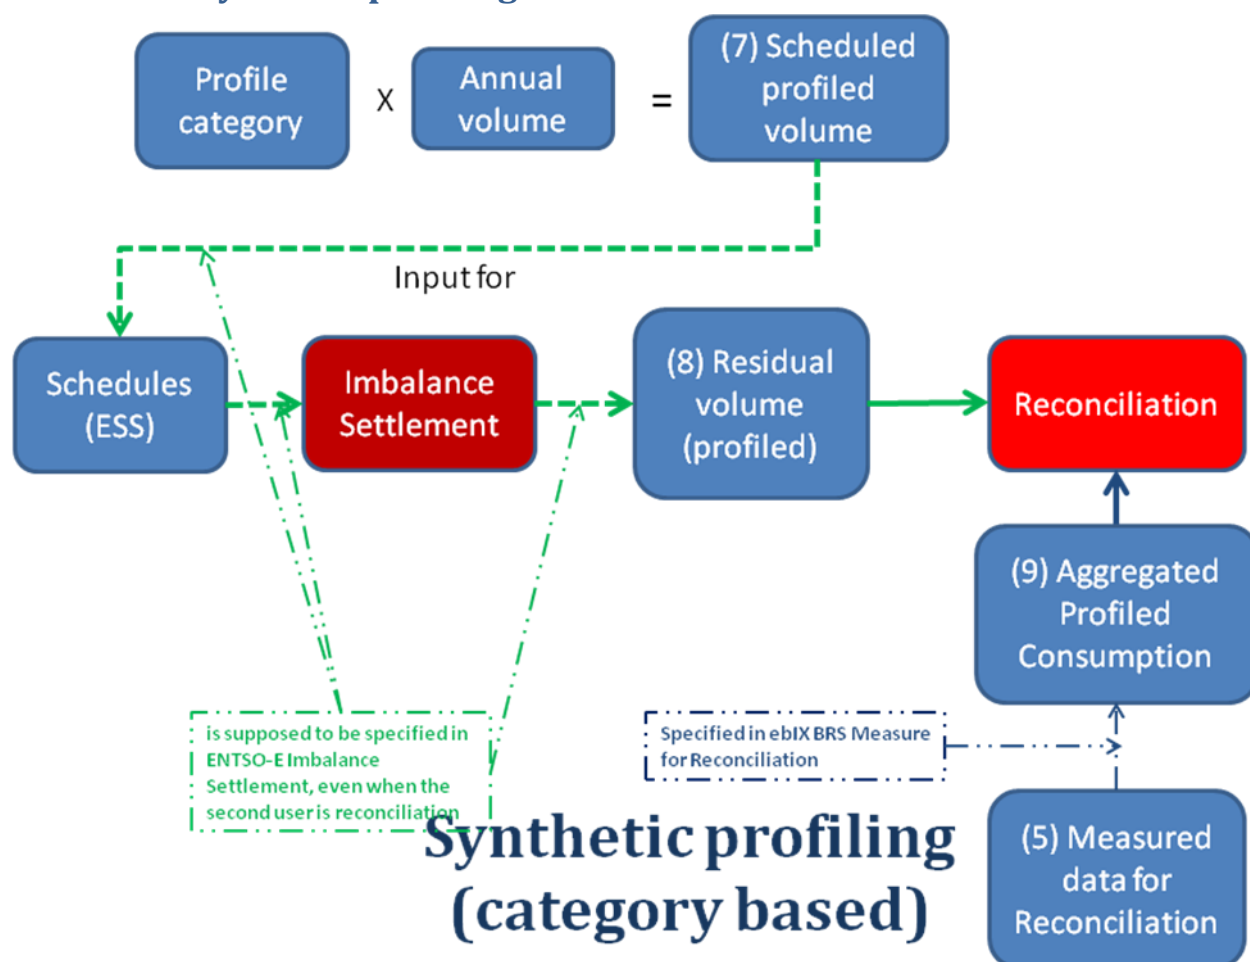 Profile
category
X
Annual
volume
=
(7) Scheduled
profiled
volume
Input for
Schedules
(ESS)
Imbalance
Settlement
(8) Residual
volume
(profiled)
Reconciliation
(9) Aggregated
Profiled
Consumption
is supposed to be specified in
ENTSO-E Imbalance
Settlement, even when the
second user is reconciliation
Specified in ebIX BRS Measure
for Reconciliation
Synthetic profiling
(category based)
(5) Measured
data for
Reconciliation